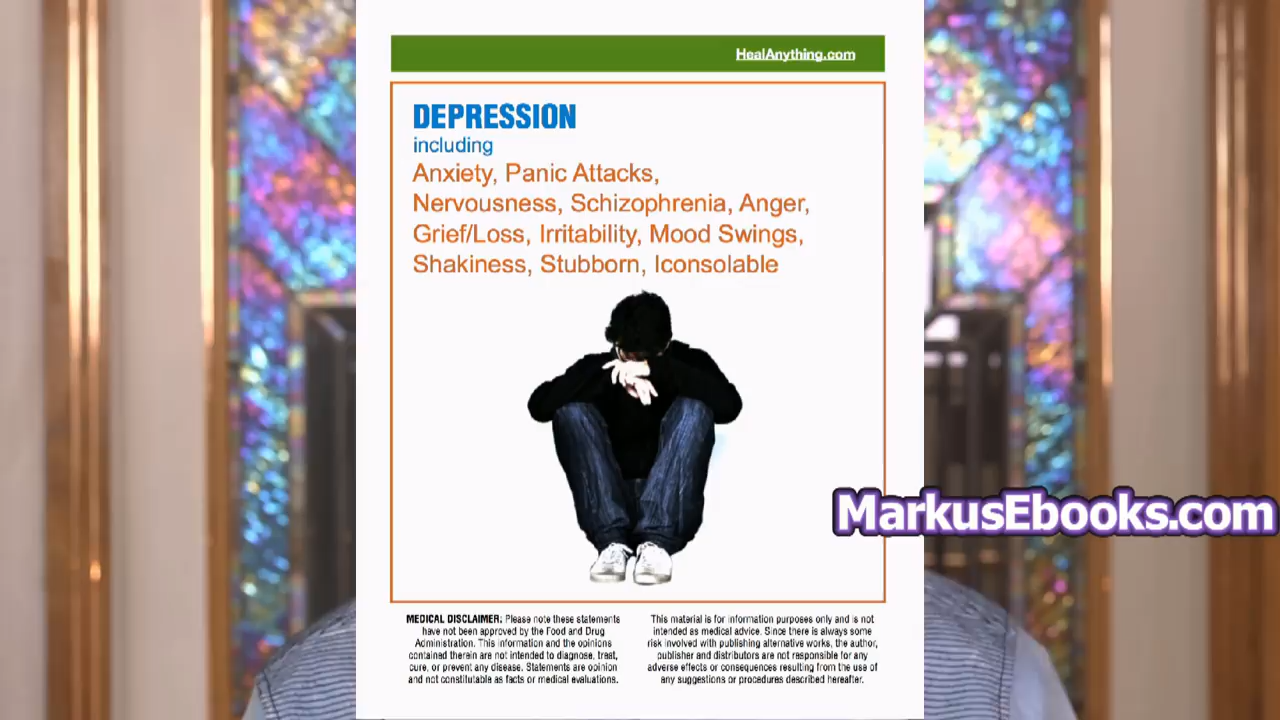 HealAnything.com
DEPRESSION
including
Anxiety, Panic Attacks,
Nervousness, Schizophrenia, Anger,
Grief/Loss, Irritability, Mood Swings,
Shakiness, Stubborn, Iconsolable
MarkusEbooks.com
MEDICAL DISCLAIMER: Please note these statements
have not been approved by the Food and Drug
Administration. This information and the opinions
contained therein are not intended to diagnose, treat,
cure, or prevent any disease. Statements are opinion
and not constitutable as facts or medical evaluations.
This material is for information purposes only and is not
intended as medical advice. Since there is always some
risk involved with publishing alternative works, the author,
publisher and distributors are not responsible for any
adverse effects or consequences resulting from the use of
any suggestions or procedures described hereafter.